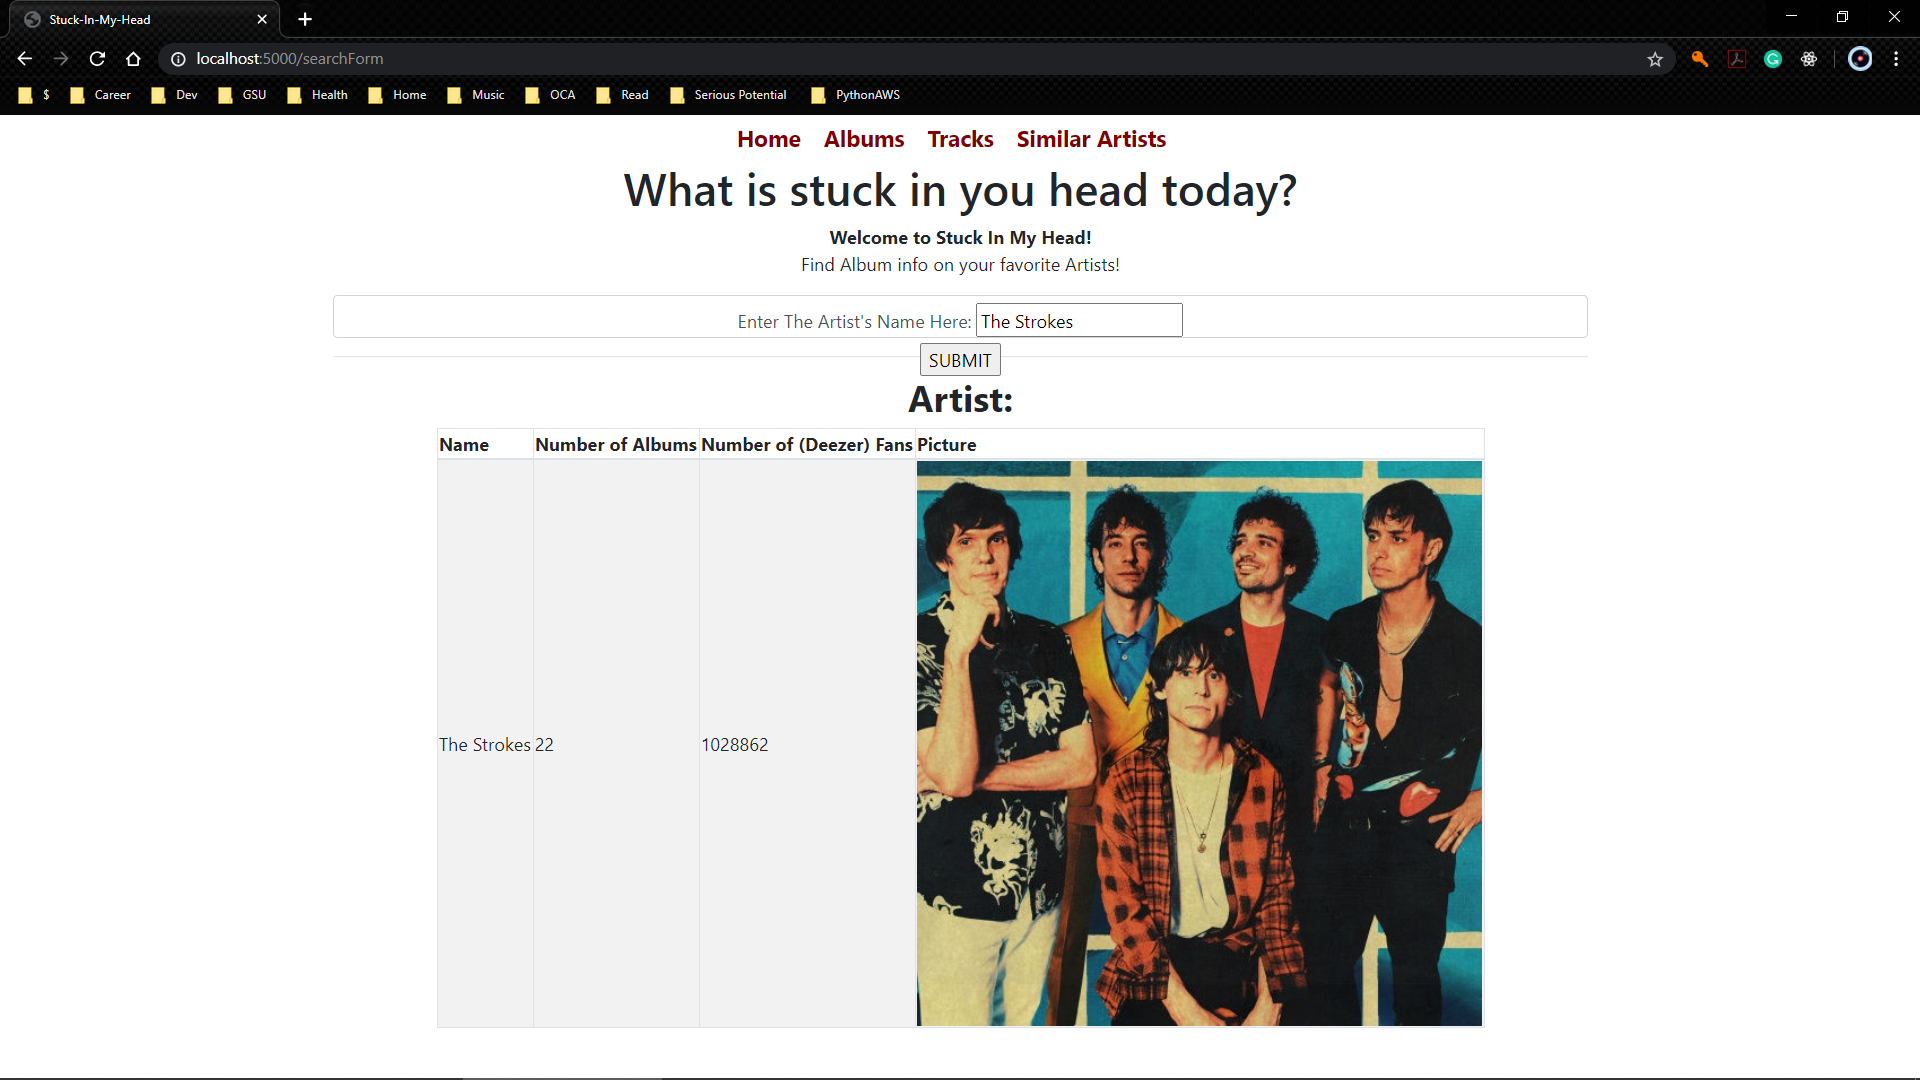 Stuck-In-My-Head
localhost:5000/searchForm
$ Career Dev GSU Health Home Music OCA Read Serious Potential PythonAWS
Home Albums Tracks Similar Artists
What is stuck in you head today?
Welcome to Stuck In My Head!
Find Album info on your favorite Artists!
Enter The Artist's Name Here: The Strokes
SUBMIT
Artist:
Name Number of Albums Number of (Deezer) Fans Picture
The Strokes 22 1028862